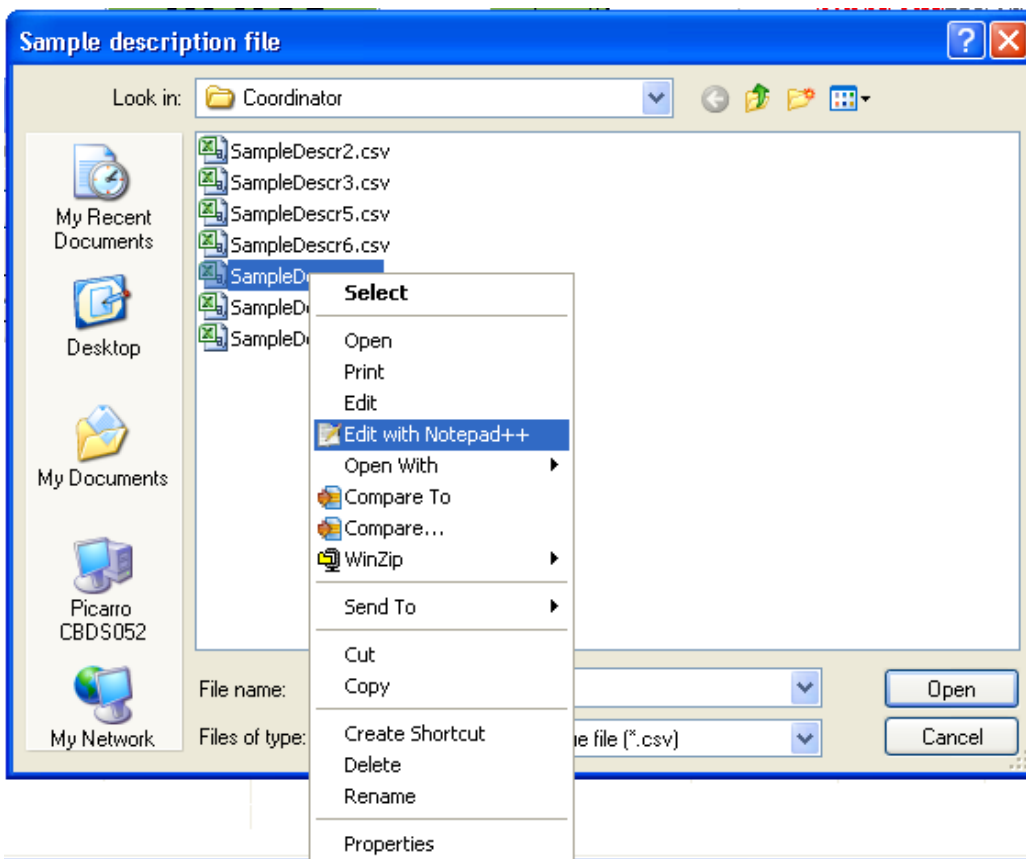 Sample description file
Look in:
Coordinator
My Recent
Documents
Desktop
My Documents
Picarro
CBDS052
My Network
SampleDescr2.csv
SampleDescr3.csv
SampleDescr5.csv
SampleDescr6.csv
Select
Open
Print
Edit
Edit with Notepad++
Open With
Compare To
Compare...
WinZip
Send To
Cut
Copy
Create Shortcut
Delete
Rename
Properties
File name:
Open
Files of type:
file (*.csv)
Cancel